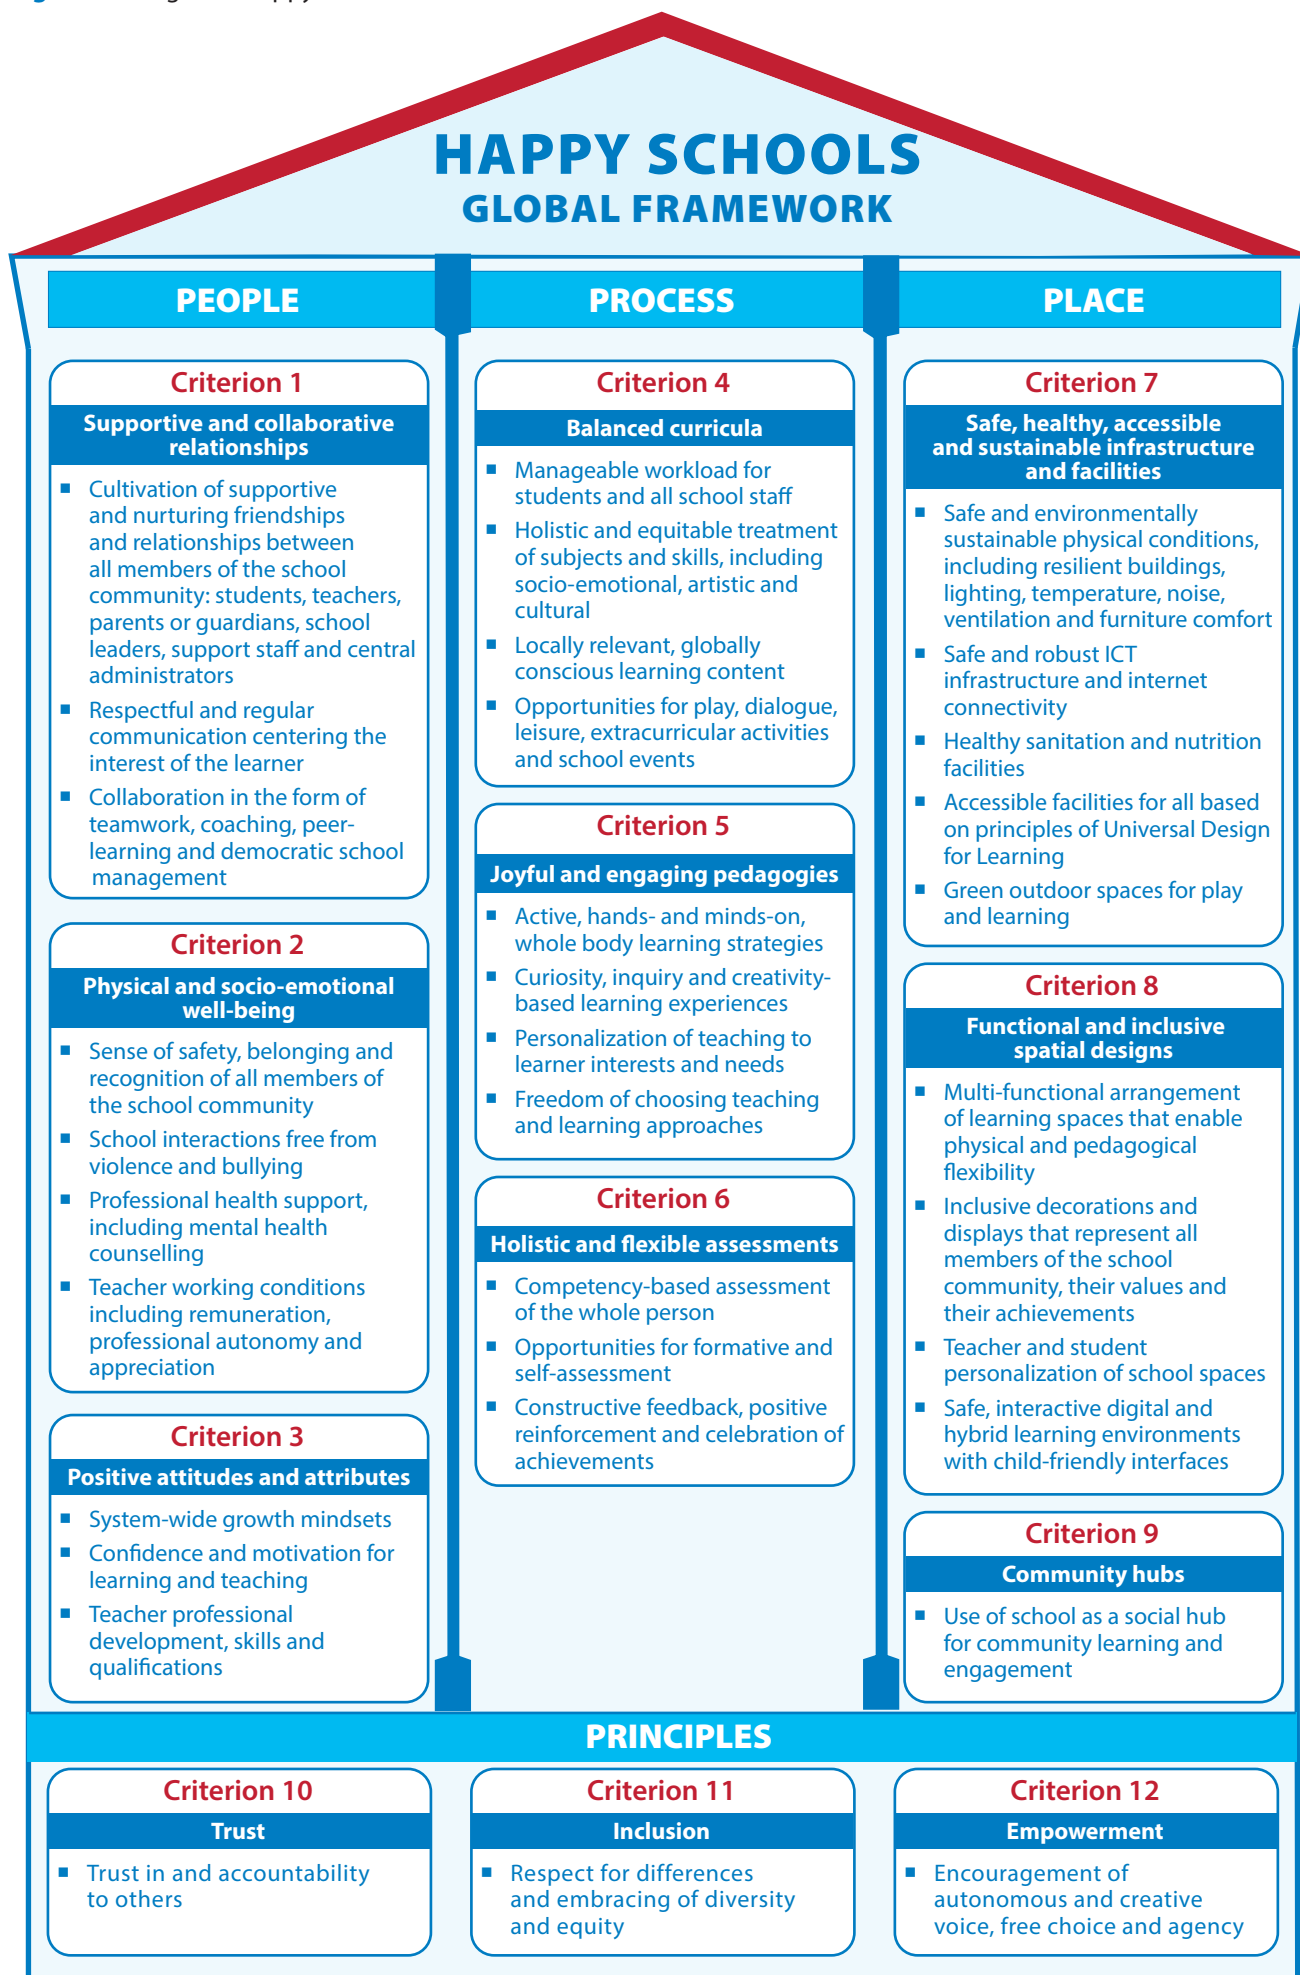 HAPPY SCHOOLS
GLOBAL FRAMEWORK
PEOPLE
Criterion 1
Supportive and collaborative
relationships
▪ Cultivation of supportive
and nurturing friendships
and relationships between
all members of the school
community: students, teachers,
parents or guardians, school
leaders, support staff and central
administrators
▪ Respectful and regular
communication centering the
interest of the learner
▪ Collaboration in the form of
teamwork, coaching, peer-
learning and democratic school
management
Criterion 2
Physical and socio-emotional
well-being
▪ Sense of safety, belonging and
recognition of all members of
the school community
▪ School interactions free from
violence and bullying
▪ Professional health support,
including mental health
counselling
▪ Teacher working conditions
including remuneration,
professional autonomy and
appreciation
Criterion 3
Positive attitudes and attributes
▪ System-wide growth mindsets
▪ Confidence and motivation for
learning and teaching
▪ Teacher professional
development, skills and
qualifications
PROCESS
Criterion 4
Balanced curricula
▪ Manageable workload for
students and all school staff
▪ Holistic and equitable treatment
of subjects and skills, including
socio-emotional, artistic and
cultural
▪ Locally relevant, globally
conscious learning content
▪ Opportunities for play, dialogue,
leisure, extracurricular activities
and school events
Criterion 5
Joyful and engaging pedagogies
▪ Active, hands- and minds-on,
whole body learning strategies
▪ Curiosity, inquiry and creativity-
based learning experiences
▪ Personalization of teaching to
learner interests and needs
▪ Freedom of choosing teaching
and learning approaches
Criterion 6
Holistic and flexible assessments
▪ Competency-based assessment
of the whole person
▪ Opportunities for formative and
self-assessment
▪ Constructive feedback, positive
reinforcement and celebration of
achievements
PLACE
Criterion 7
Safe, healthy, accessible
and sustainable infrastructure
and facilities
▪ Safe and environmentally
sustainable physical conditions,
including resilient buildings,
lighting, temperature, noise,
ventilation and furniture comfort
▪ Safe and robust ICT
infrastructure and internet
connectivity
▪ Healthy sanitation and nutrition
facilities
▪ Accessible facilities for all based
on principles of Universal Design
for Learning
▪ Green outdoor spaces for play
and learning
Criterion 8
Functional and inclusive
spatial designs
▪ Multi-functional arrangement
of learning spaces that enable
physical and pedagogical
flexibility
▪ Inclusive decorations and
displays that represent all
members of the school
community, their values and
their achievements
▪ Teacher and student
personalization of school spaces
▪ Safe, interactive digital and
hybrid learning environments
with child-friendly interfaces
Criterion 9
Community hubs
▪ Use of school as a social hub
for community learning and
engagement
PRINCIPLES
Criterion 10
Trust
▪ Trust in and accountability
to others
Criterion 11
Inclusion
▪ Respect for differences
and embracing of diversity
and equity
Criterion 12
Empowerment
▪ Encouragement of
autonomous and creative
voice, free choice and agency